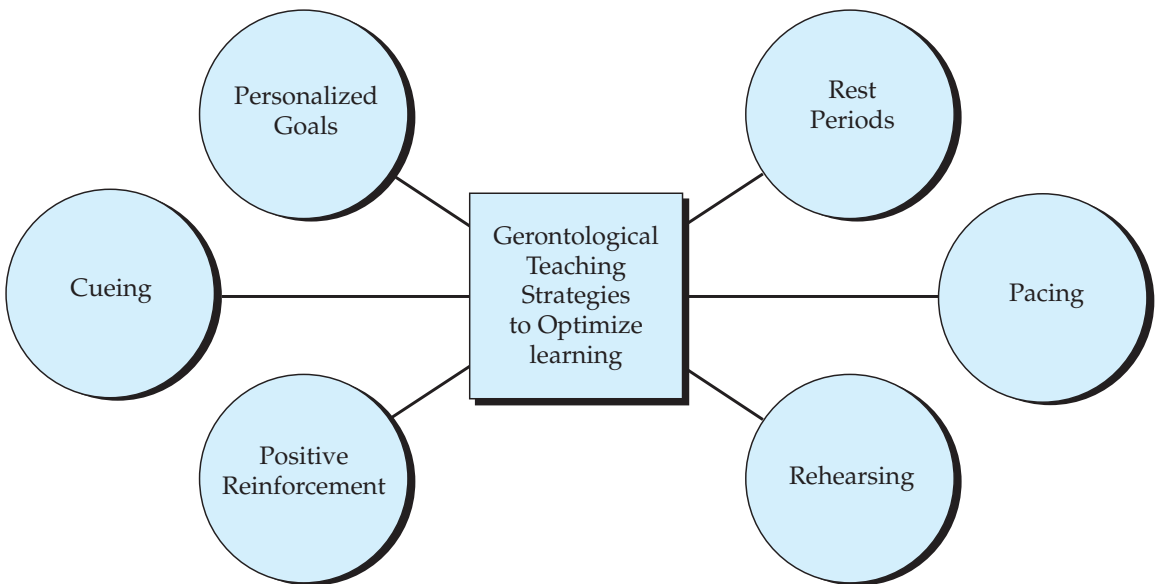 Personalized
Goals
Rest
Periods
Cueing
Gerontological
Teaching
Strategies
to Optimize
learning
Pacing
Positive
Reinforcement
Rehearsing